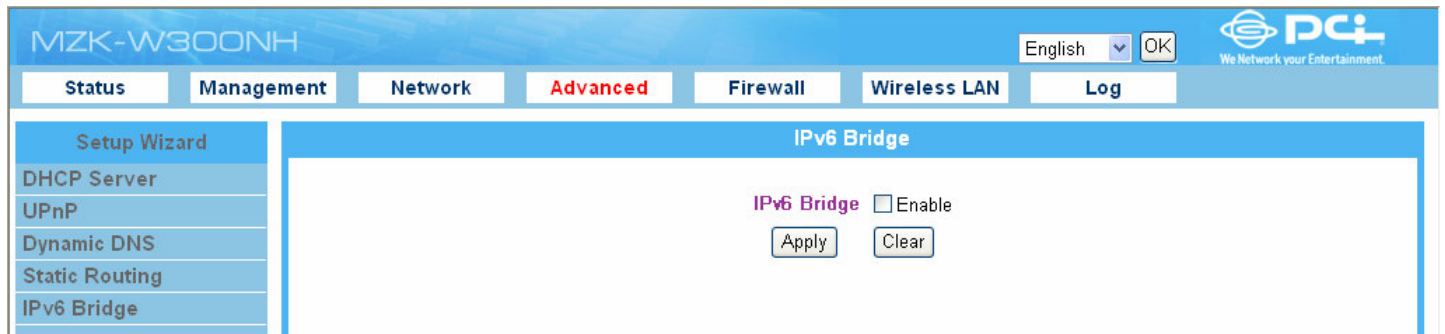 MZK-W300NH
English OK
PCi
We Network your Entertainment.
Status Management Network Advanced Firewall Wireless LAN Log
Setup Wizard
DHCP Server
UPnP
Dynamic DNS
Static Routing
IPv6 Bridge
IPv6 Bridge
IPv6 Bridge Enable
Apply Clear